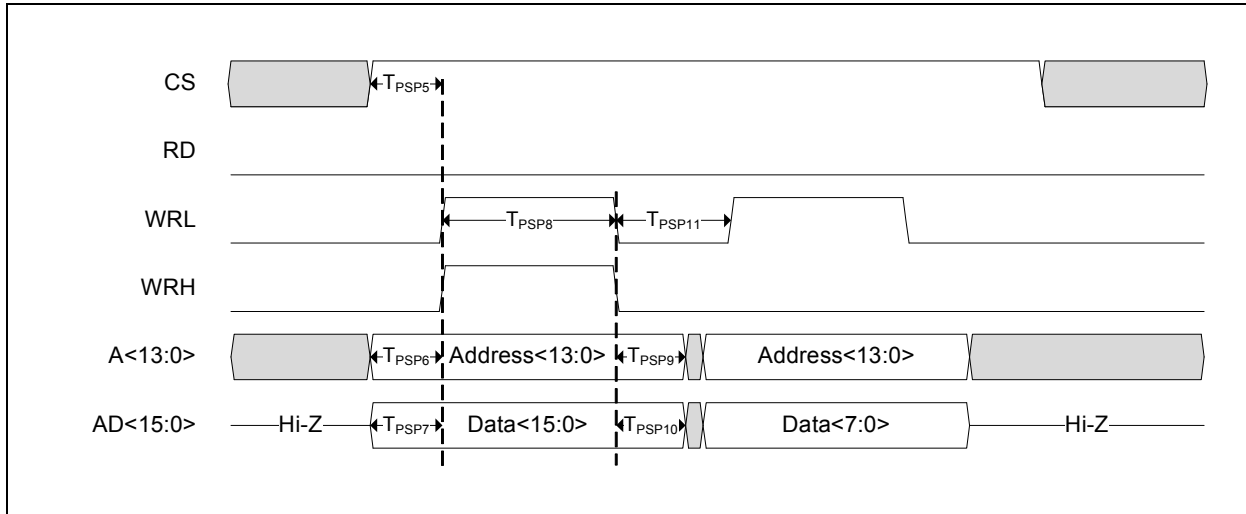 CS TPSP5
RD
WRL TPSP8 TPSP11
WRH
A<13:0> TPSP6 Address<13:0> TPSP9 Address<13:0>
AD<15:0> Hi-Z TPSP7 Data<15:0> TPSP10 Data<7:0> Hi-Z